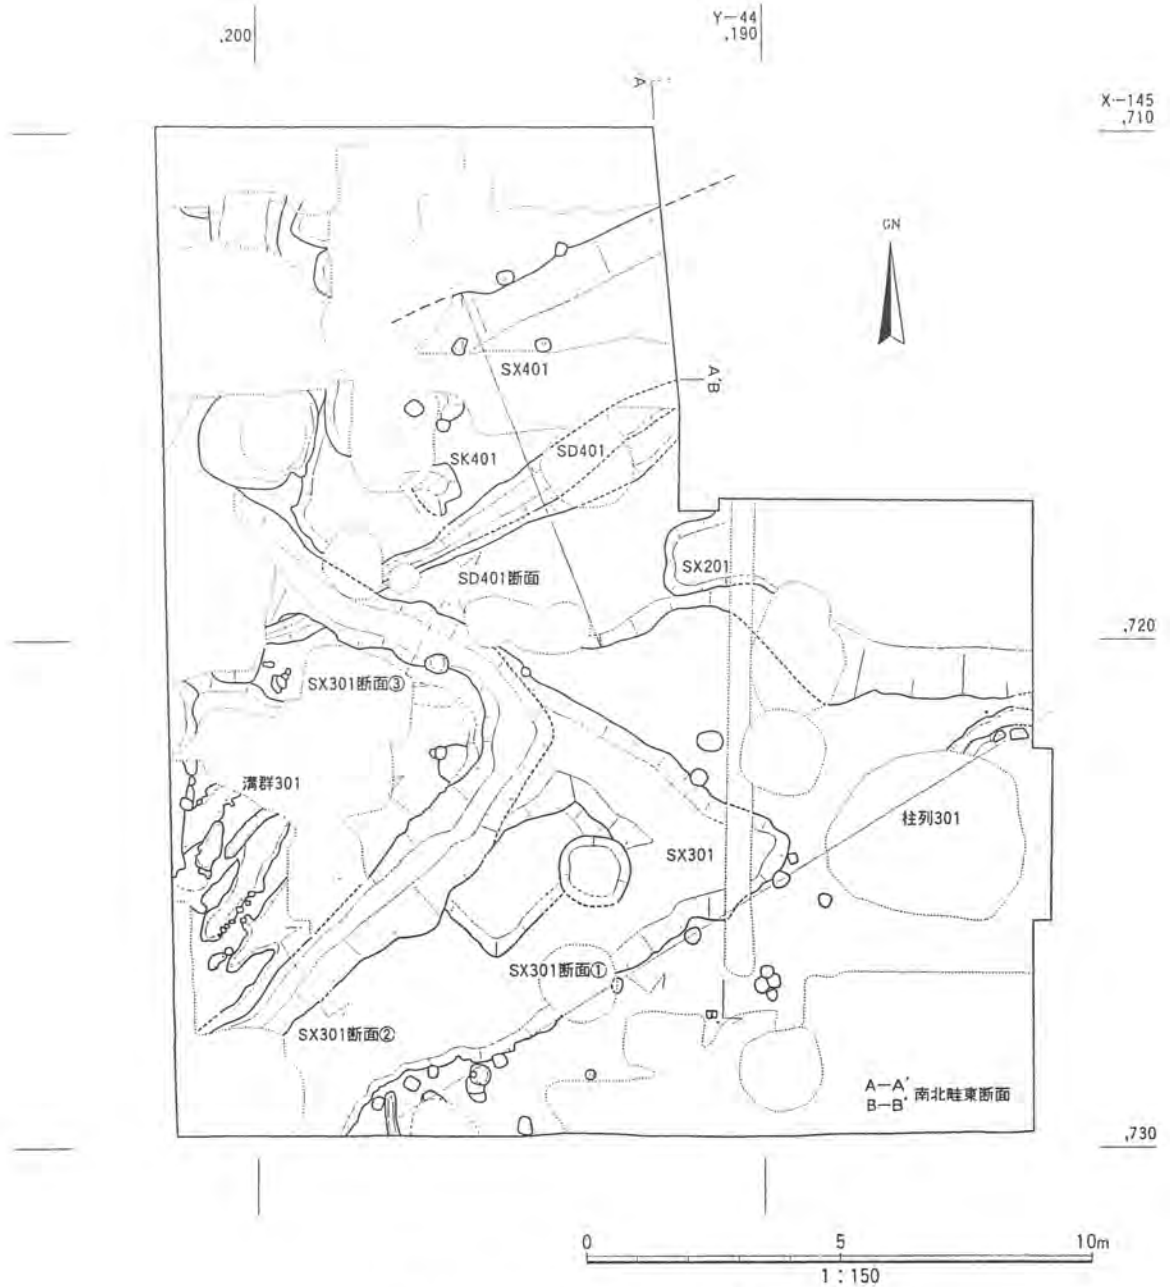 ,200
Y-44
,190
X-145
,710
A
GN
SX401
A'B
SK401
SD401
SX201
SD401断面
,720
SX301断面③
溝群301
柱列301
SX301
SX301断面①
B'
SX301断面②
A-A'
B-B' 南北畦東断面
,730
0 5 10m
1:150